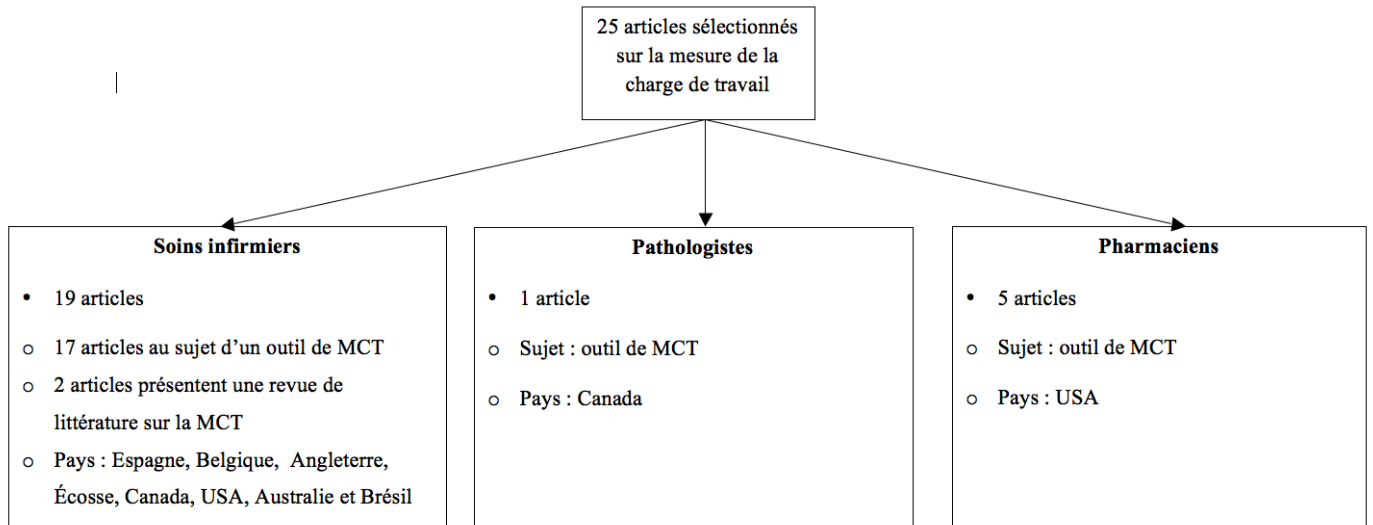 25 articles sélectionnés
sur la mesure de la
charge de travail
Soins infirmiers
• 19 articles
o 17 articles au sujet d'un outil de MCT
o 2 articles présentent une revue de
littérature sur la MCT
o Pays : Espagne, Belgique, Angleterre,
Écosse, Canada, USA, Australie et Brésil
Pathologistes
• 1 article
o Sujet : outil de MCT
o Pays : Canada
Pharmaciens
• 5 articles
o Sujet : outil de MCT
o Pays : USA